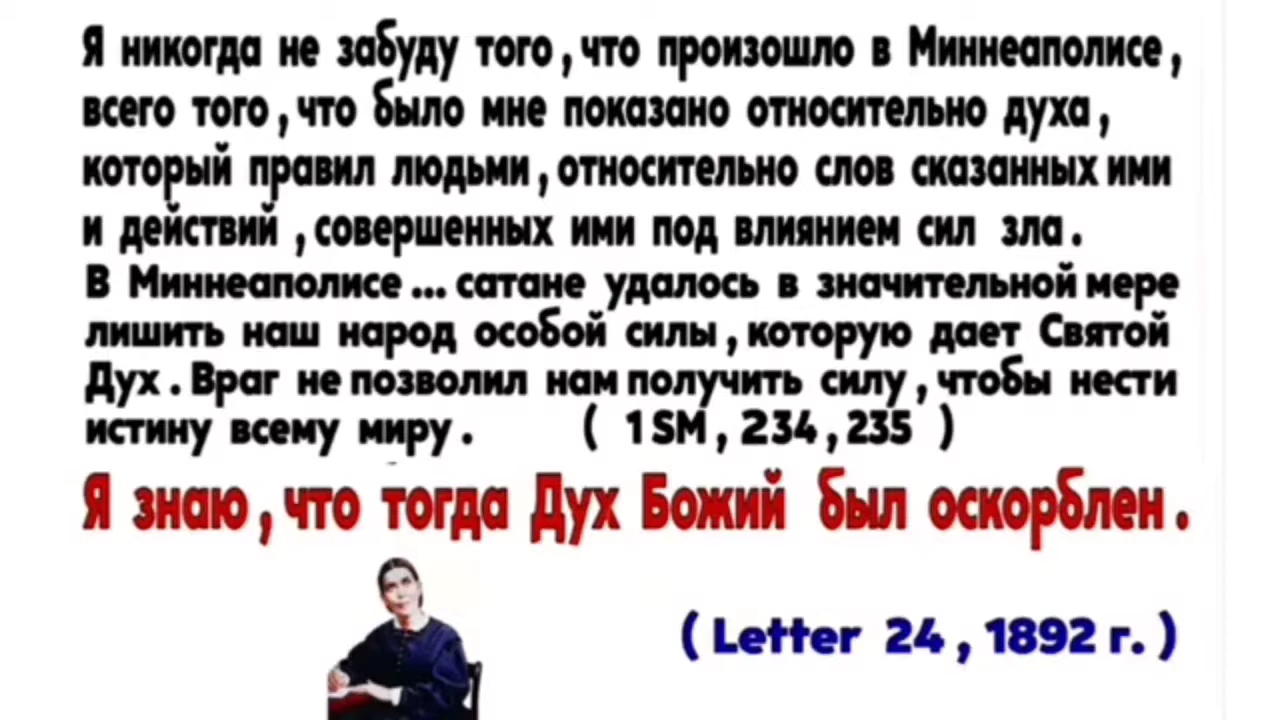 Я никогда не забуду того , что произошло в Миннеаполисе ,
всего того , что было мне показано относительно духа ,
который правил людьми , относительно слов сказанных ими
и действий , совершенных ими под влиянием сил зла .
В Миннеаполисе ... сатане удалось в значительной мере
лишить наш народ особой силы , которую дает Святой
Дух . Враг не позволил нам получить силу , чтобы нести
истину всему миру . ( 1 SM , 234 , 235 )
Я знаю , что тогда Дух Божий был оскорблен .
( Letter 24 , 1892 г. )